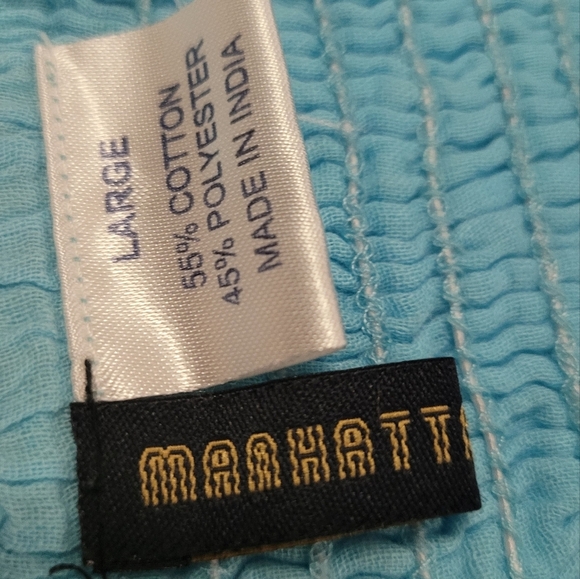 LARGE
55% COTTON
45% POLYESTER
MADE IN INDIA
MANHATT